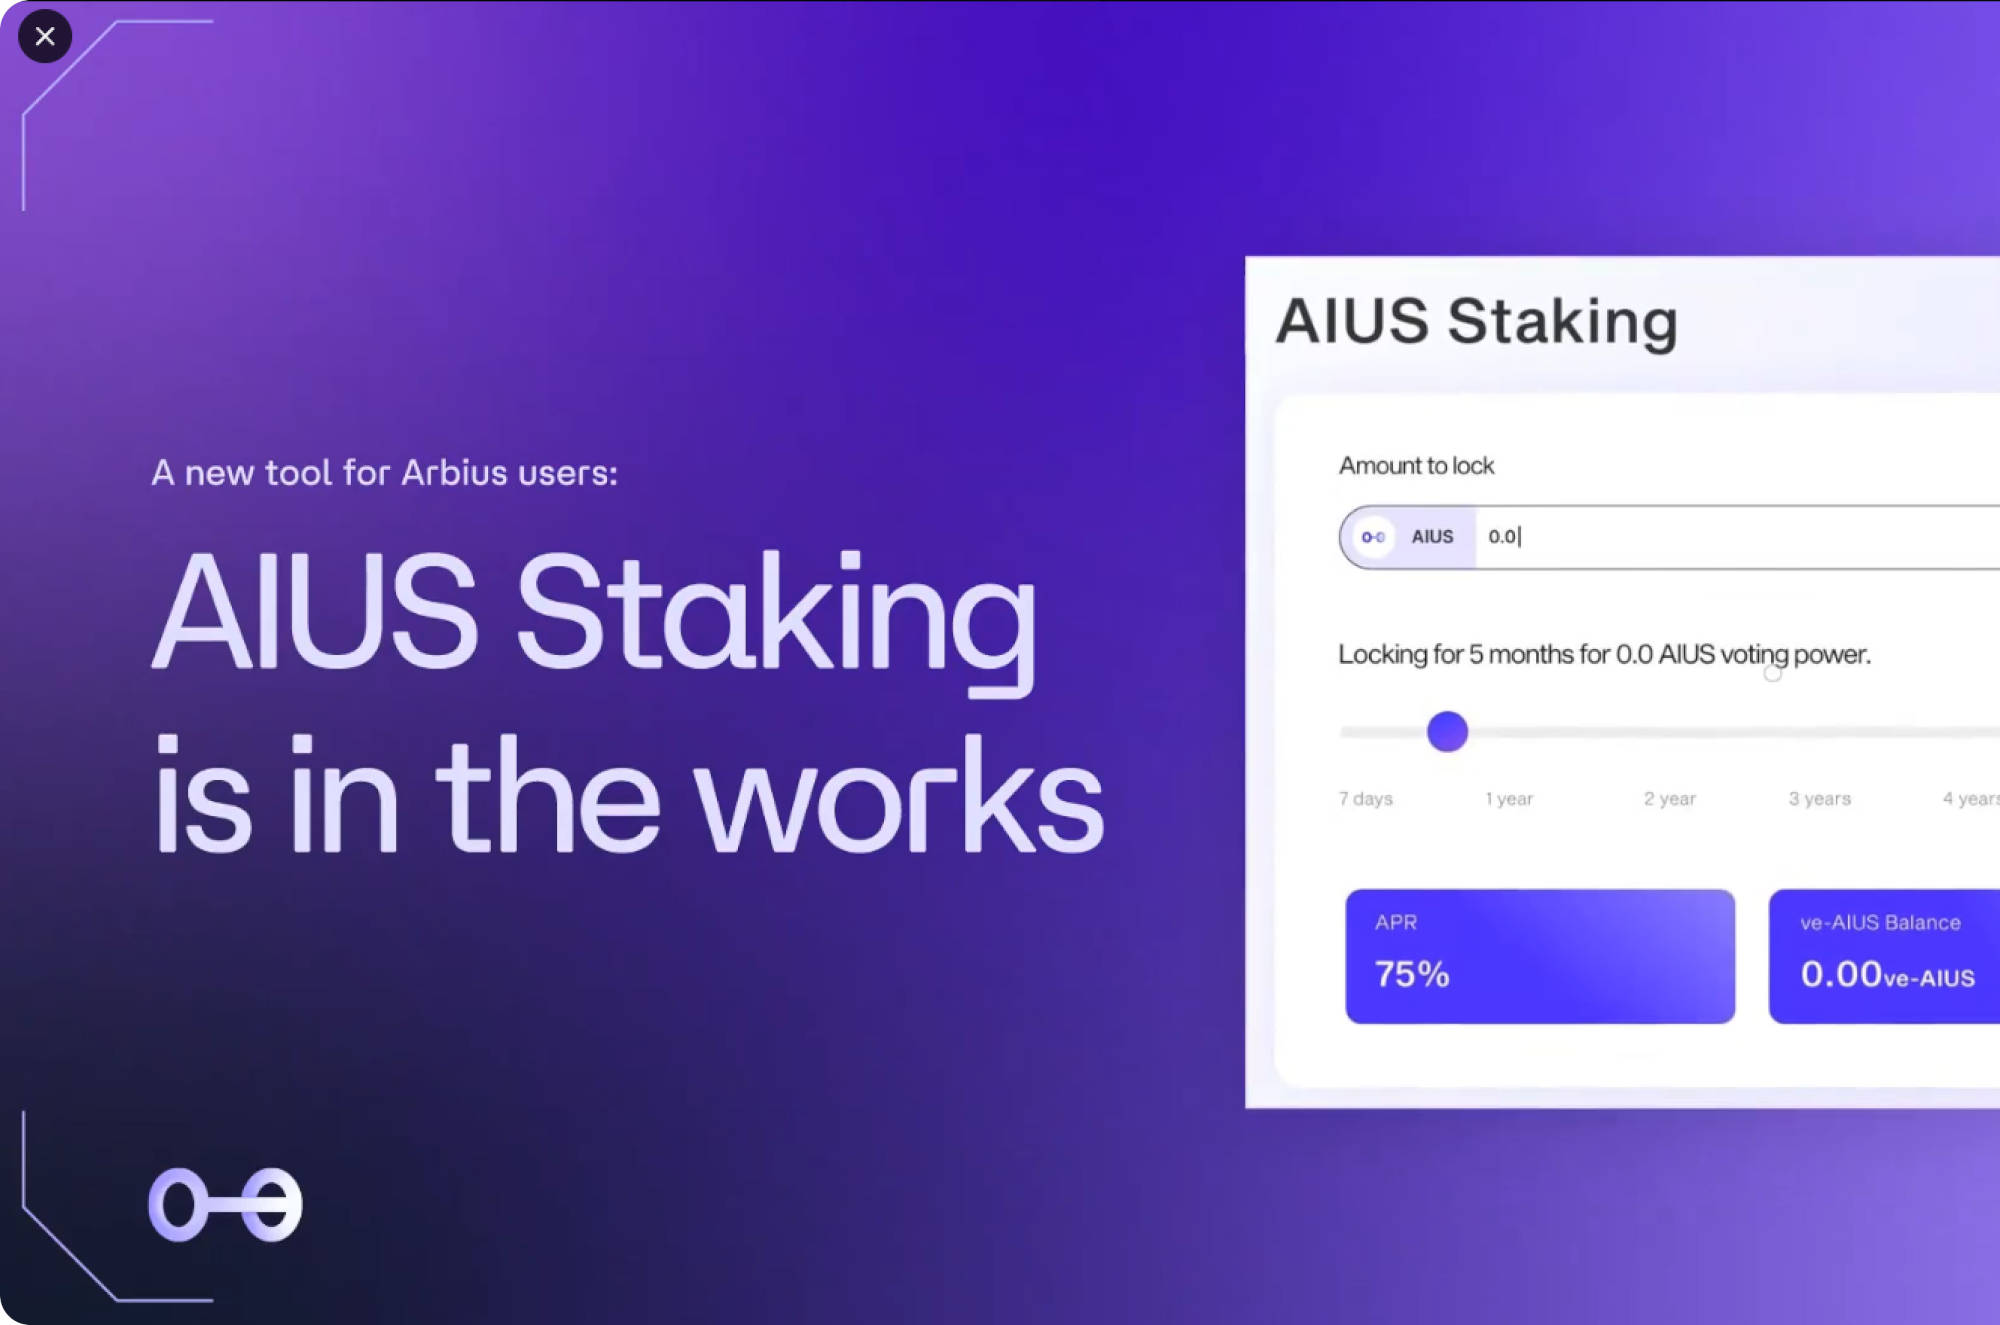 A new tool for Arbius users:
AIUS Staking
is in the works
AIUS Staking
Amount to lock
AIUS 0.0
Locking for 5 months for 0.0 AIUS voting power.
7 days 1 year 2 year 3 years 4 years
APR
75%
ve-AIUS Balance
0.00ve-AIUS